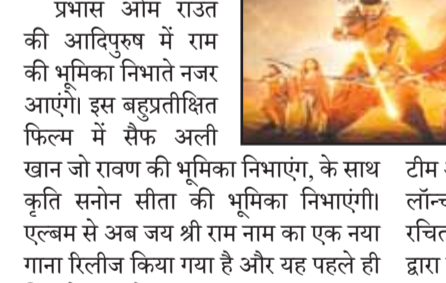 प्रभास ओम राउत
की आदिपुरुष में राम
की भूमिका निभाते नजर
आएंगे। इस बहुप्रतीक्षित
फिल्म में सैफ अली
खान जो रावण की भूमिका निभाएंग, के साथ
कृति सनोन सीता की भूमिका निभाएंगी।
एल्बम से अब जय श्री राम नाम का एक नया
गाना रिलीज किया गया है और यह पहले ही
टीम
रचित
द्वारा